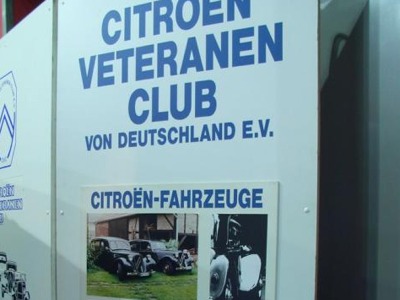 CITROËN
VETERANEN
CLUB
VON DEUTSCHLAND E.V.
CITROËN-FAHRZEUGE